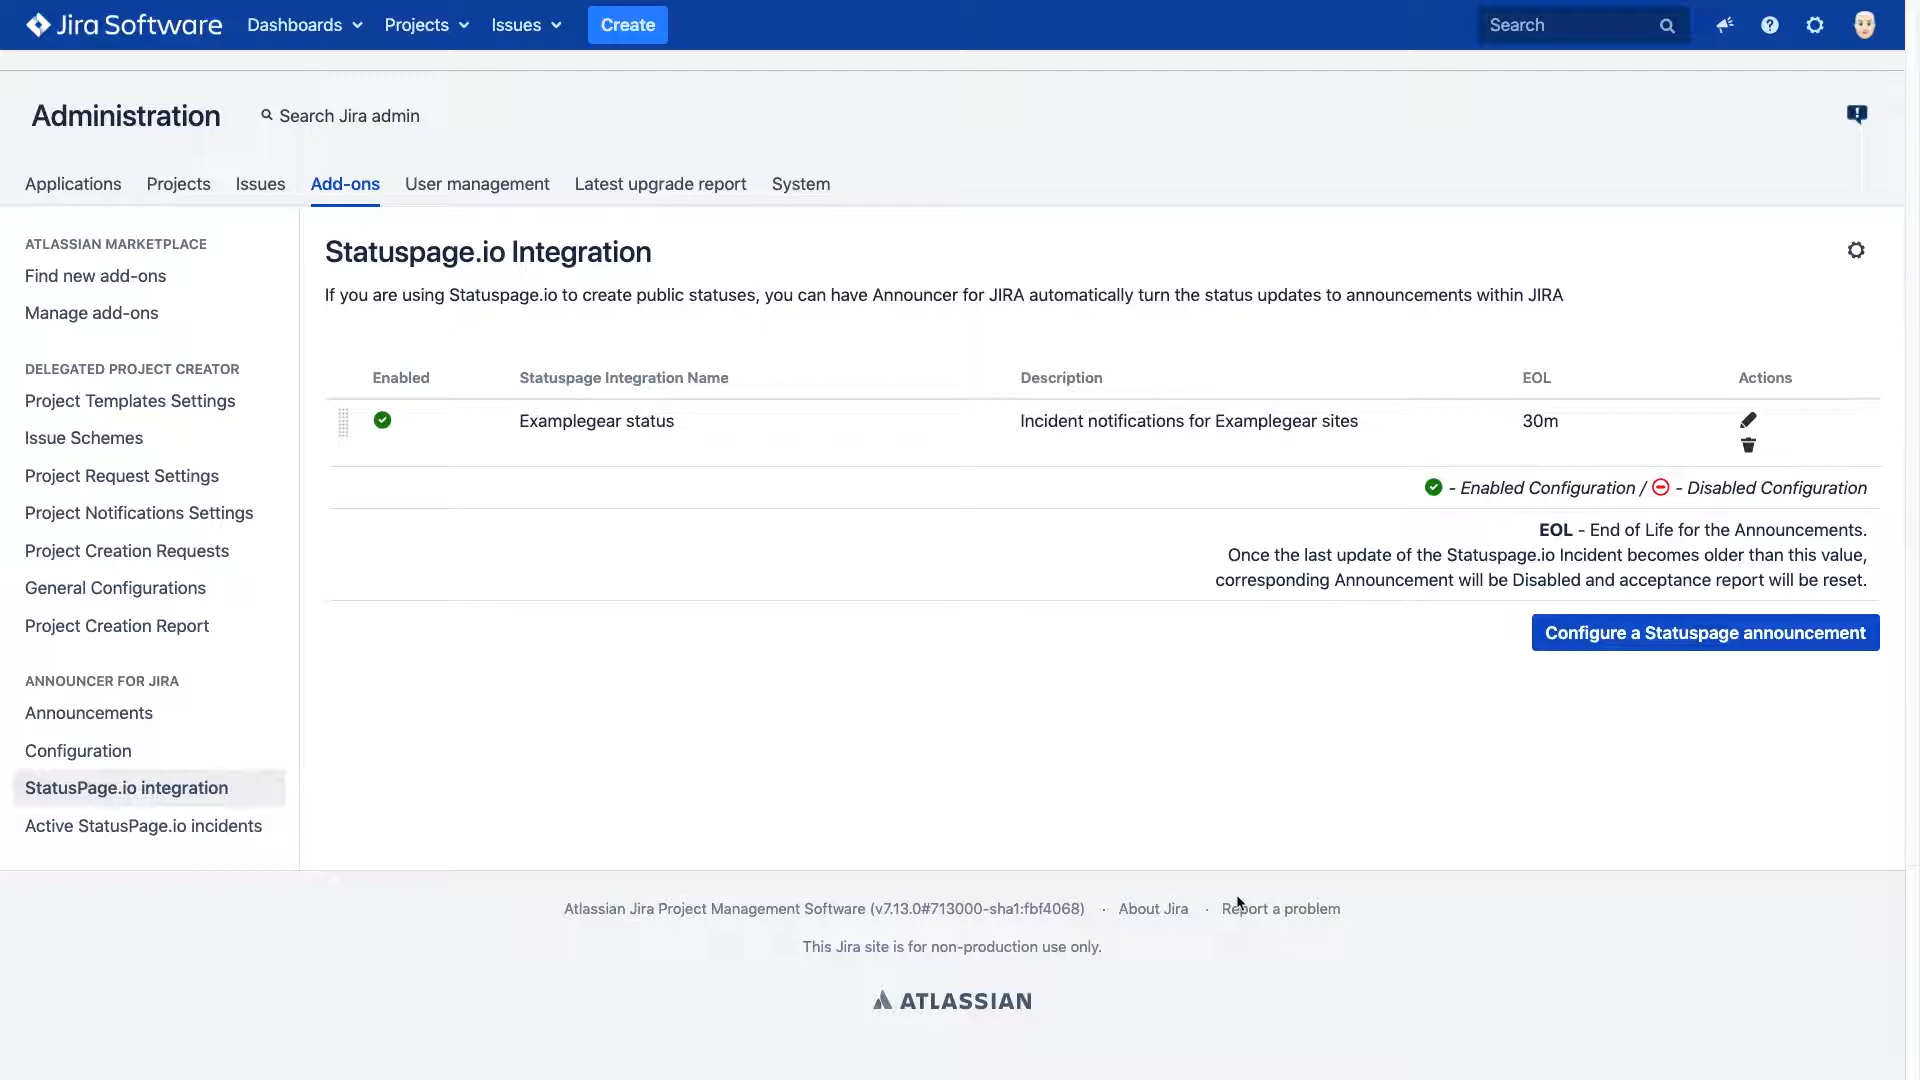 Jira Software Dashboards Projects Issues Create Search
Administration Search Jira admin
Applications Projects Issues Add-ons User management Latest upgrade report System
ATLASSIAN MARKETPLACE
Find new add-ons
Manage add-ons
DELEGATED PROJECT CREATOR
Project Templates Settings
Issue Schemes
Project Request Settings
Project Notifications Settings
Project Creation Requests
General Configurations
Project Creation Report
ANNOUNCER FOR JIRA
Announcements
Configuration
StatusPage.io integration
Active StatusPage.io incidents
Statuspage.io Integration
If you are using Statuspage.io to create public statuses, you can have Announcer for JIRA automatically turn the status updates to announcements within JIRA
Enabled Statuspage Integration Name Description EOL Actions
Examplegear status Incident notifications for Examplegear sites 30m
- Enabled Configuration / - Disabled Configuration
EOL - End of Life for the Announcements.
Once the last update of the Statuspage.io Incident becomes older than this value,
corresponding Announcement will be Disabled and acceptance report will be reset.
Configure a Statuspage announcement
Atlassian Jira Project Management Software (v7.13.0#713000-sha1:fbf4068) · About Jira · Report a problem
This Jira site is for non-production use only.
ATLASSIAN